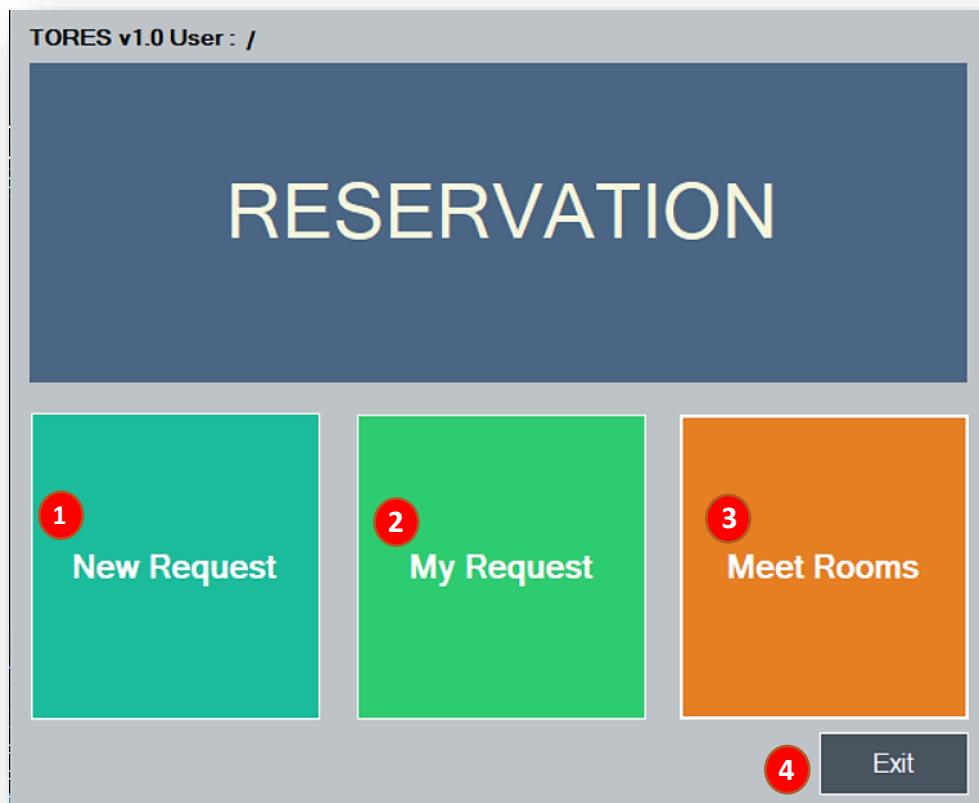 TORES v1.0 User : /
RESERVATION
1
New Request
2
My Request
3
Meet Rooms
4
Exit